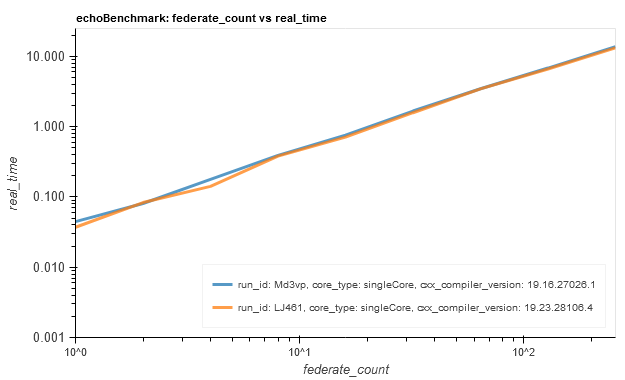 echoBenchmark: federate_count vs real_time
10.000
1.000
0.100
0.010
0.001
real_time
run_id: Md3vp, core_type: singleCore, cxx_compiler_version: 19.16.27026.1
run_id: LJ461, core_type: singleCore, cxx_compiler_version: 19.23.28106.4
10^0
10^1
10^2
federate_count